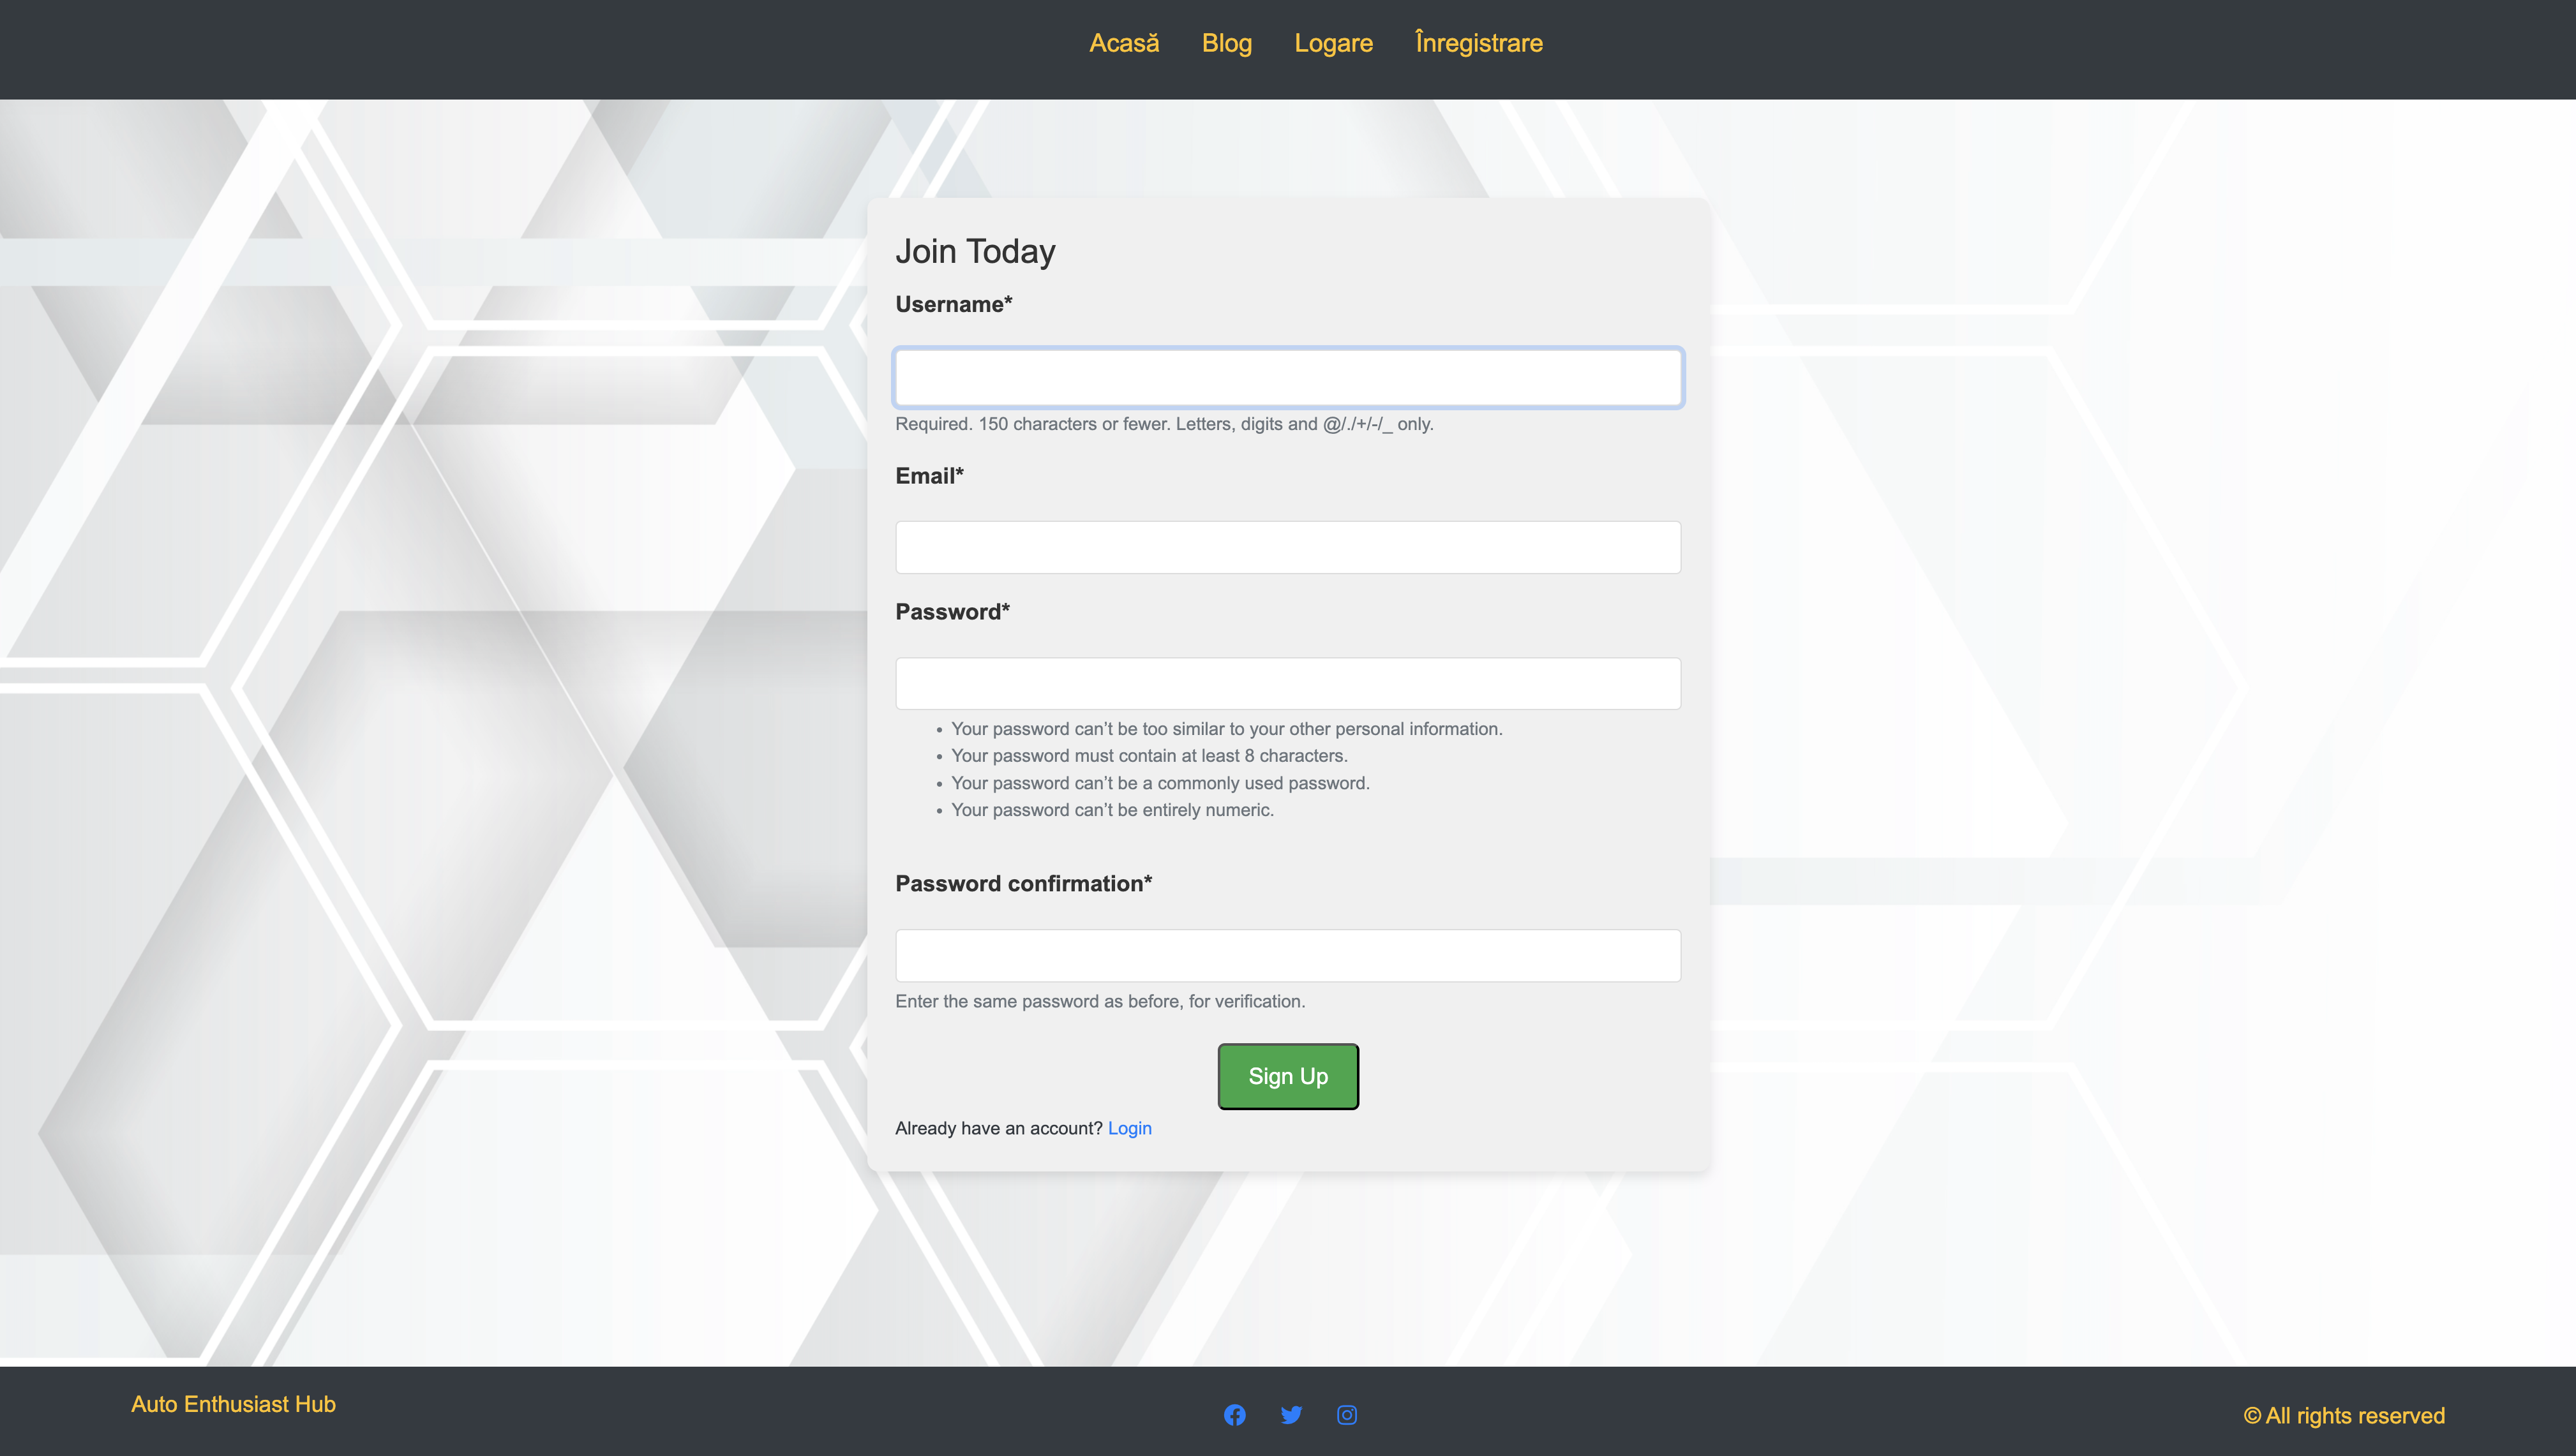 Acasă Blog Logare Înregistrare
Join Today
Username*
Required. 150 characters or fewer. Letters, digits and @/./+/-/_ only.
Email*
Password*
• Your password can’t be too similar to your other personal information.
• Your password must contain at least 8 characters.
• Your password can’t be a commonly used password.
• Your password can’t be entirely numeric.
Password confirmation*
Enter the same password as before, for verification.
Sign Up
Already have an account? Login
Auto Enthusiast Hub
© All rights reserved